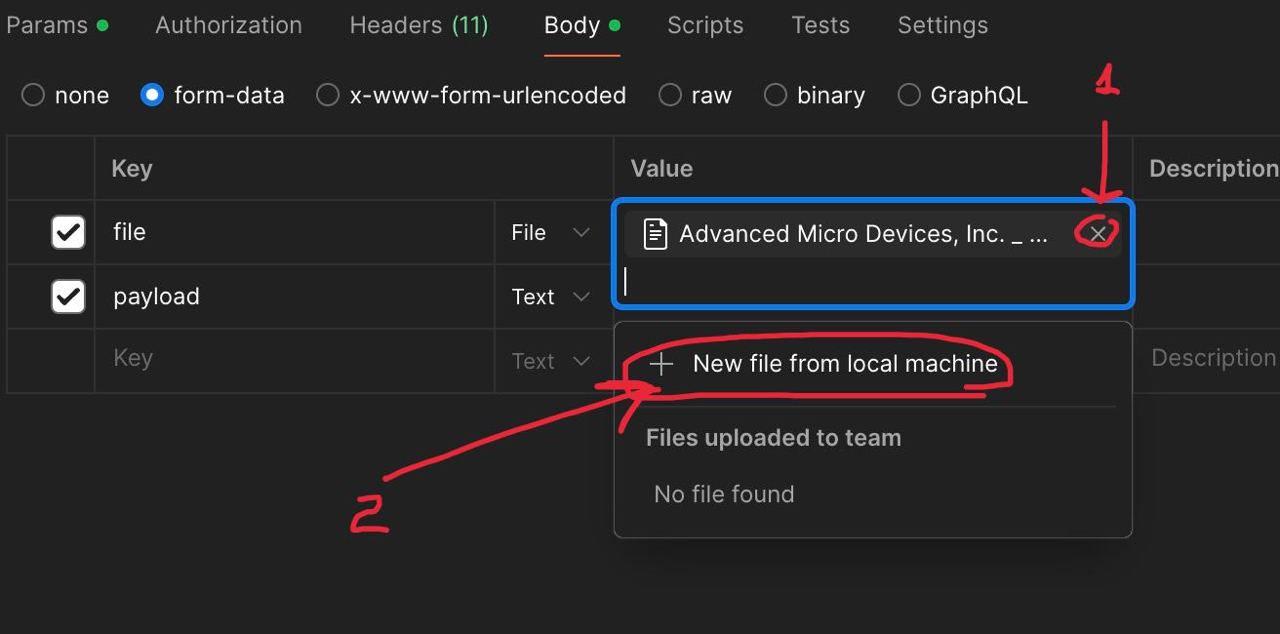 Params Authorization Headers (11) Body Scripts Tests Settings
none form-data x-www-form-urlencoded raw binary GraphQL
1
Key Value Description
file File Advanced Micro Devices, Inc. _ ...
payload Text
Key Text Description
New file from local machine
Files uploaded to team
No file found
2